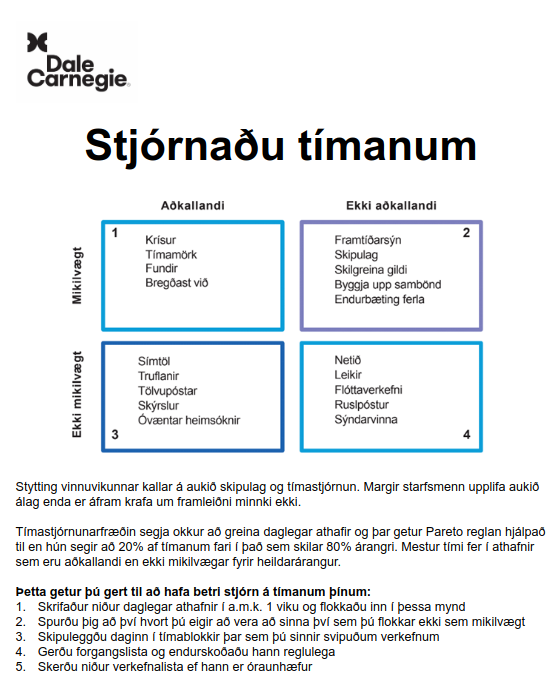 Dale
Carnegie®
Stjórnaðu tímanum
Aðkallandi
Ekki aðkallandi
Mikilvægt
1
Krísur
Tímamörk
Fundir
Bregðast við
2
Framtíðarsýn
Skipulag
Skilgreina gildi
Byggja upp sambönd
Endurbæting ferla
Ekki mikilvægt
Símtöl
Truflanir
Tölvupóstar
Skýrslur
Óvæntar heimsóknir
3
Netið
Leikir
Flóttaverkefni
Ruslpóstur
Sýndarvinna
4
Stytting vinnuvikunnar kallar á aukið skipulag og tímastjórnun. Margir starfsmenn upplifa aukið
álag enda er áfram krafa um framleiðni minnki ekki.
Tímastjórnunarfræðin segja okkur að greina daglegar athafir og þar getur Pareto reglan hjálpað
til en hún segir að 20% af tímanum fari í það sem skilar 80% árangri. Mestur tími fer í athafnir
sem eru aðkallandi en ekki mikilvægar fyrir heildarárangur.
Þetta getur þú gert til að hafa betri stjórn á tímanum þínum:
1. Skrifaður niður daglegar athafnir í a.m.k. 1 viku og flokkaðu inn í þessa mynd
2. Spurðu þig að því hvort þú eigir að vera að sinna því sem þú flokkar ekki sem mikilvægt
3. Skipuleggðu daginn í tímablokkir þar sem þú sinnir svipuðum verkefnum
4. Gerðu forgangslista og endurskoðaðu hann reglulega
5. Skerðu niður verkefnalista ef hann er óraunhæfur